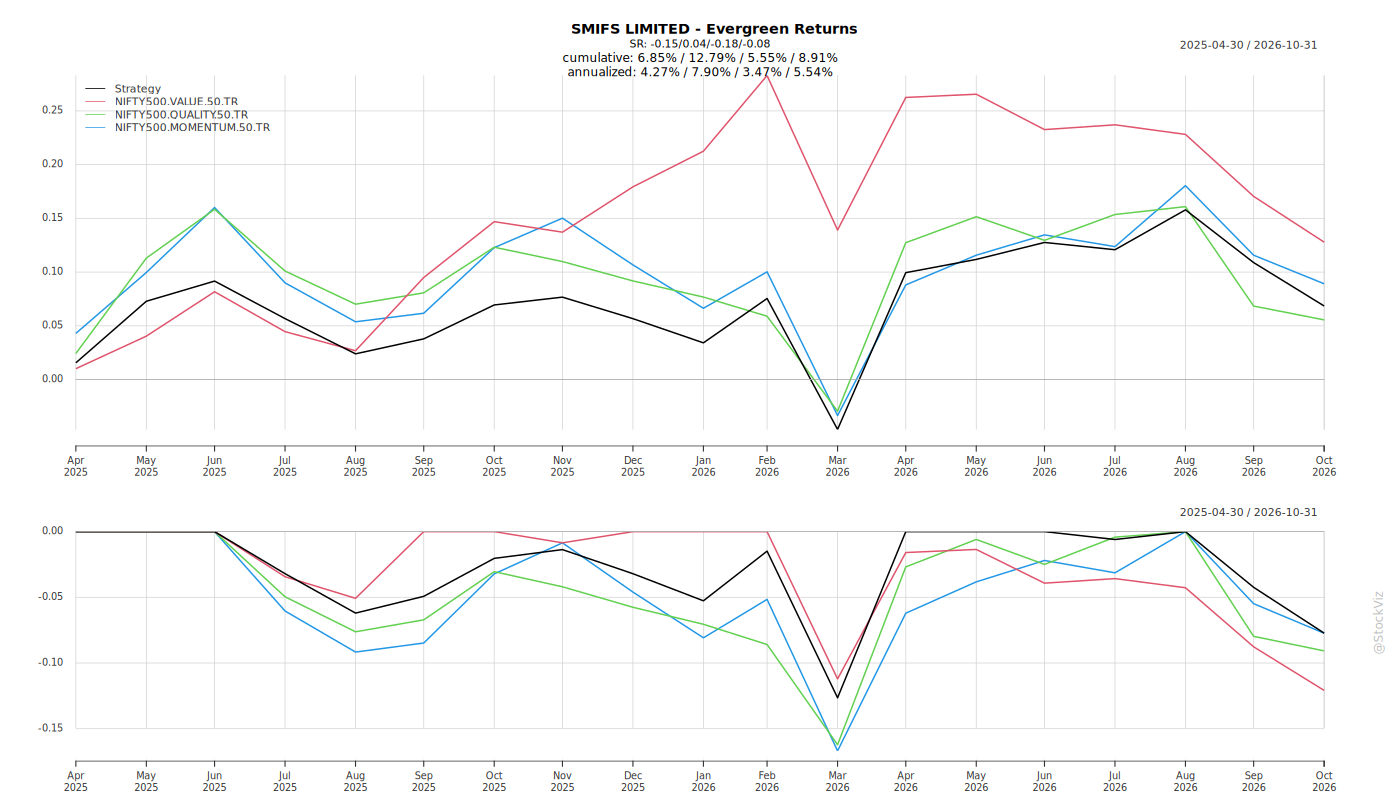 SMIFS LIMITED - Evergreen Returns
SR: -0.15/0.04/-0.18/-0.08
cumulative: 6.85% / 12.79% / 5.55% / 8.91%
annualized: 4.27% / 7.90% / 3.47% / 5.54%
2025-04-30 / 2026-10-31
Strategy
NIFTY500.VALUE.50.TR
NIFTY500.QUALITY.50.TR
NIFTY500.MOMENTUM.50.TR
0.25
0.20
0.15
0.10
0.05
0.00
Apr May Jun Jul Aug Sep Oct Nov Dec Jan Feb Mar Apr May Jun Jul Aug Sep Oct
2025 2025 2025 2025 2025 2025 2025 2025 2025 2026 2026 2026 2026 2026 2026 2026 2026 2026 2026
2025-04-30 / 2026-10-31
0.00
-0.05
-0.10
-0.15
Apr May Jun Jul Aug Sep Oct Nov Dec Jan Feb Mar Apr May Jun Jul Aug Sep Oct
2025 2025 2025 2025 2025 2025 2025 2025 2025 2026 2026 2026 2026 2026 2026 2026 2026 2026 2026
@StockViz